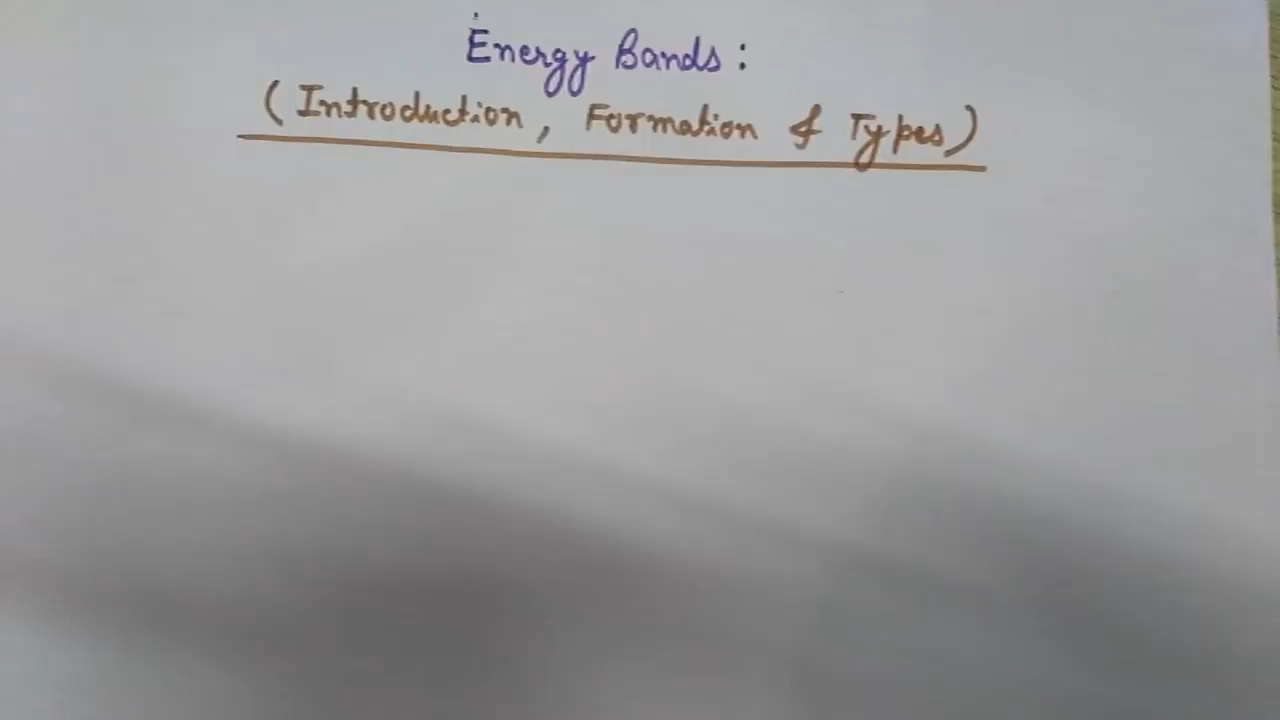 Energy Bands :
(Introduction, Formation & Types)